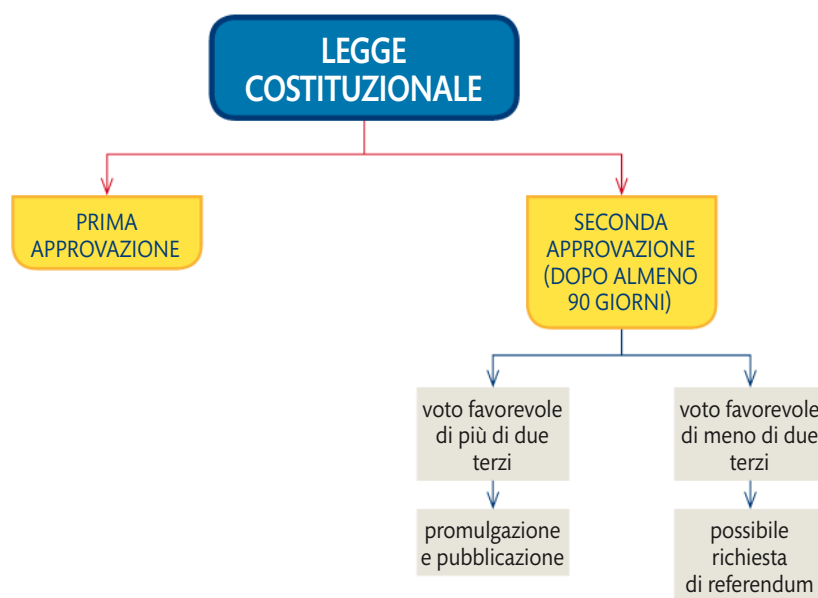 LEGGE
COSTITUZIONALE
PRIMA
APPROVAZIONE
SECONDA
APPROVAZIONE
(DOPO ALMENO
90 GIORNI)
voto favorevole
di più di due
terzi
voto favorevole
di meno di due
terzi
promulgazione
e pubblicazione
possibile
richiesta
di referendum